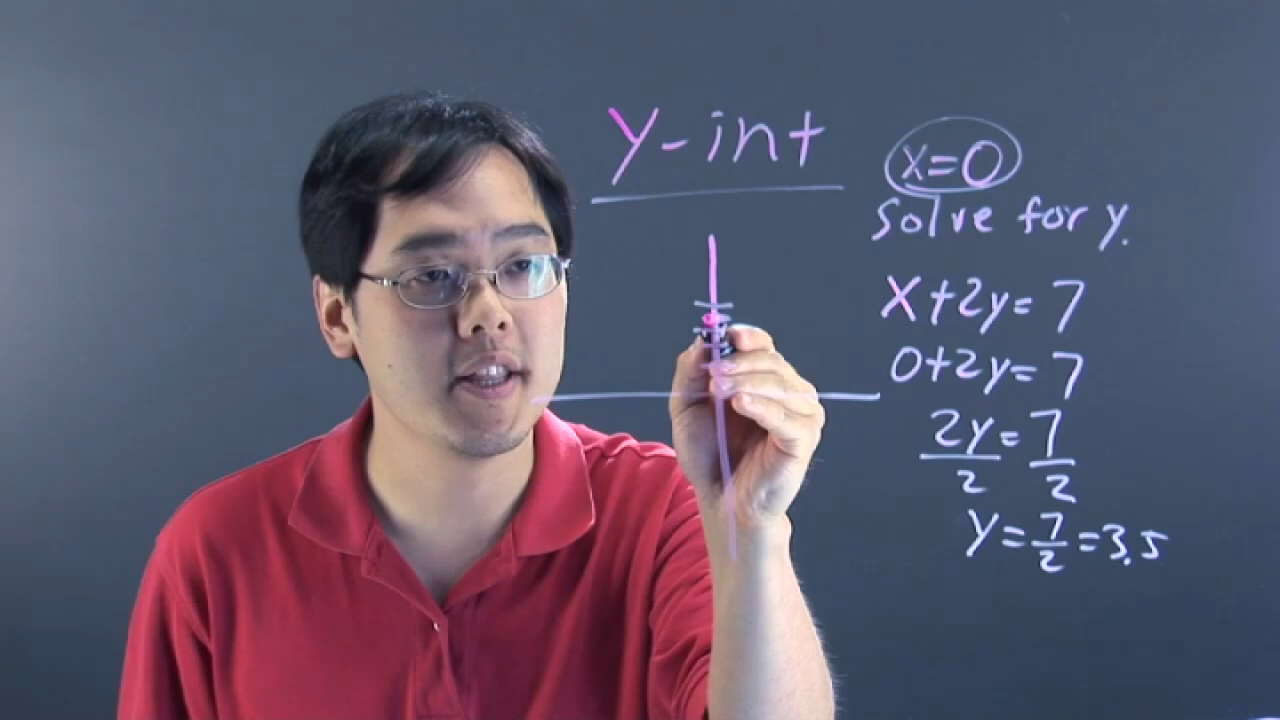 y-int
x=0
solve for y.
x+2y=7
0+2y=7
2y=7
2 2
y=7/2=3.5